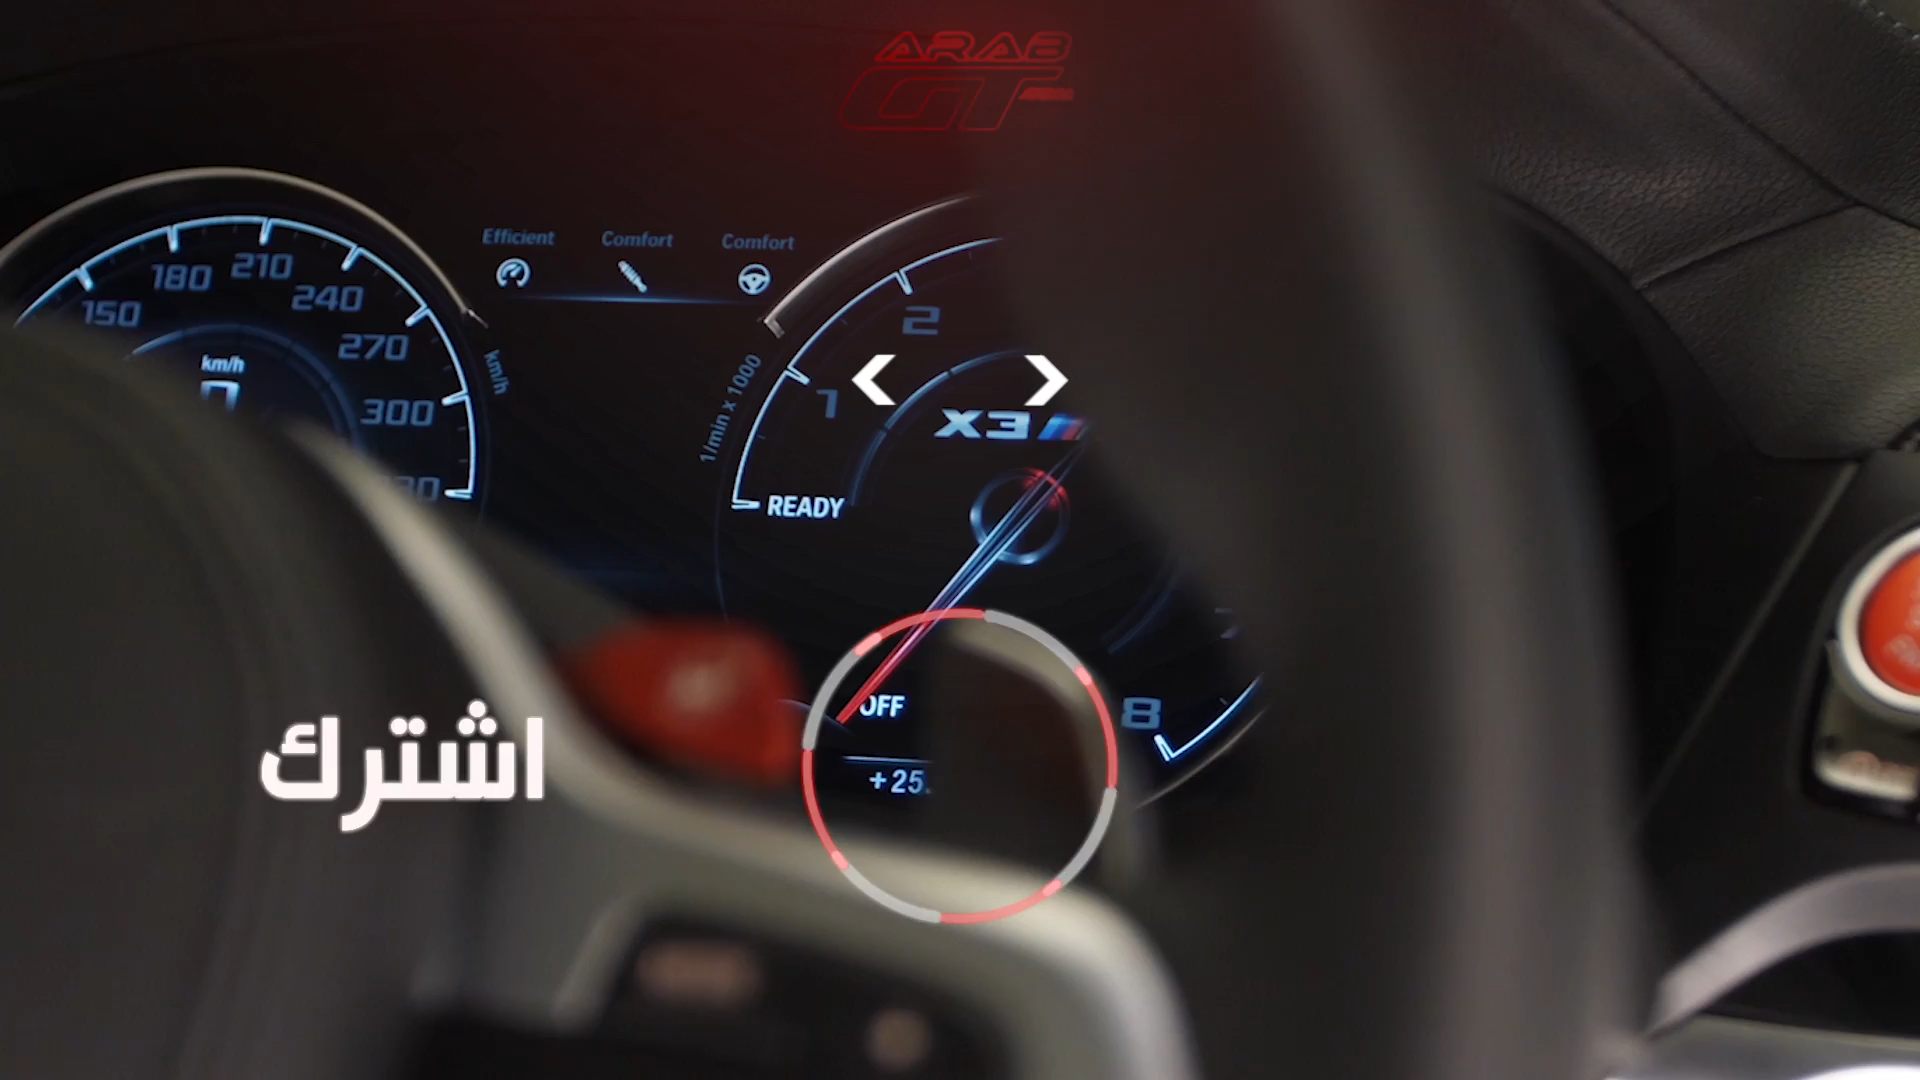 ARAB
GT
Efficient Comfort Comfort
150 180 210 240 270 300
km/h
km/h
1/min x 1000
1
2
X3
READY
OFF
+25.
8
اشترك